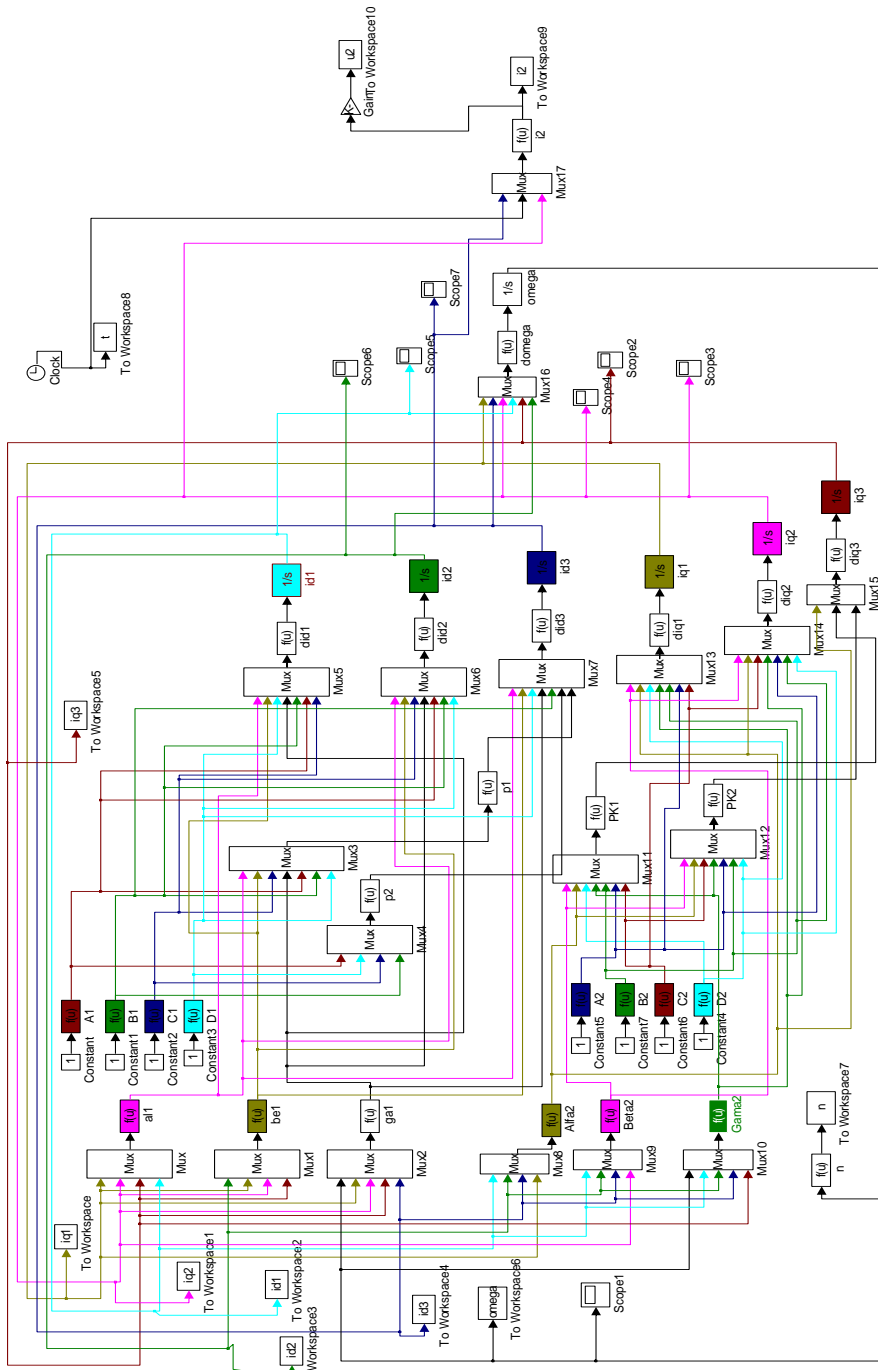 u2
K-
Gain
To Workspace10
i2
To Workspace9
f(u)
i2
Mux
Mux17
Clock
t
To Workspace8
Scope7
Scope6
Scope5
1/s
omega
f(u)
domega
Mux
Mux16
Scope4
Scope2
Scope3
1/s
id1
1/s
id2
1/s
id3
1/s
iq1
1/s
iq2
1/s
iq3
f(u)
did1
f(u)
did2
f(u)
did3
f(u)
diq1
f(u)
diq2
f(u)
diq3
Mux
Mux5
Mux
Mux6
Mux
Mux7
Mux
Mux13
Mux
Mux14
Mux
Mux15
iq3
To Workspace5
f(u)
p1
f(u)
PK1
f(u)
PK2
Mux
Mux3
f(u)
p2
Mux
Mux4
Mux
Mux11
Mux
Mux12
f(u)
A1
f(u)
B1
f(u)
C1
f(u)
D1
f(u)
A2
f(u)
B2
f(u)
C2
f(u)
D2
1
Constant
1
Constant1
1
Constant2
1
Constant3
1
Constant5
1
Constant7
1
Constant6
1
Constant4
f(u)
al1
f(u)
be1
f(u)
ga1
f(u)
Alfa2
f(u)
Beta2
f(u)
Gama2
Mux
Mux
Mux
Mux1
Mux
Mux2
Mux
Mux8
Mux
Mux9
Mux
Mux10
n
To Workspace7
f(u)
n
iq1
To Workspace
iq2
To Workspace1
id1
To Workspace2
id2
Workspace3
id3
To Workspace4
omega
To Workspace6
Scope1